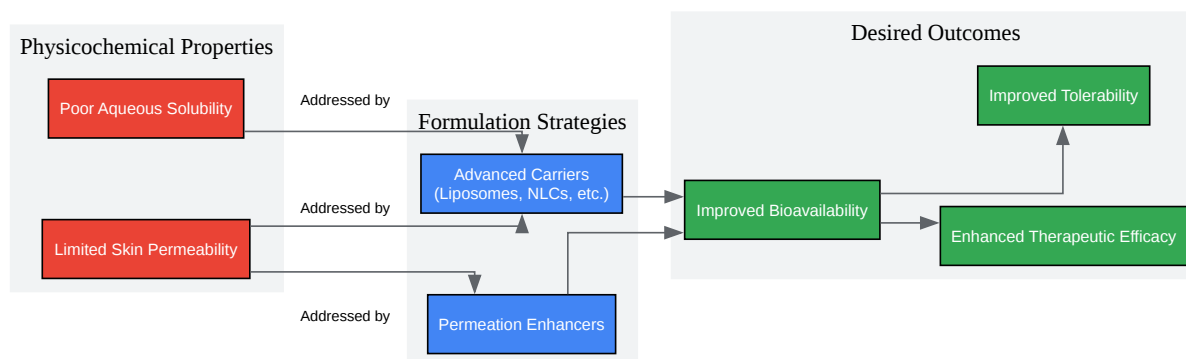 Physicochemical Properties
Poor Aqueous Solubility
Limited Skin Permeability
Addressed by
Addressed by
Addressed by
Formulation Strategies
Advanced Carriers
(Liposomes, NLCs, etc.)
Permeation Enhancers
Desired Outcomes
Improved Tolerability
Improved Bioavailability
Enhanced Therapeutic Efficacy